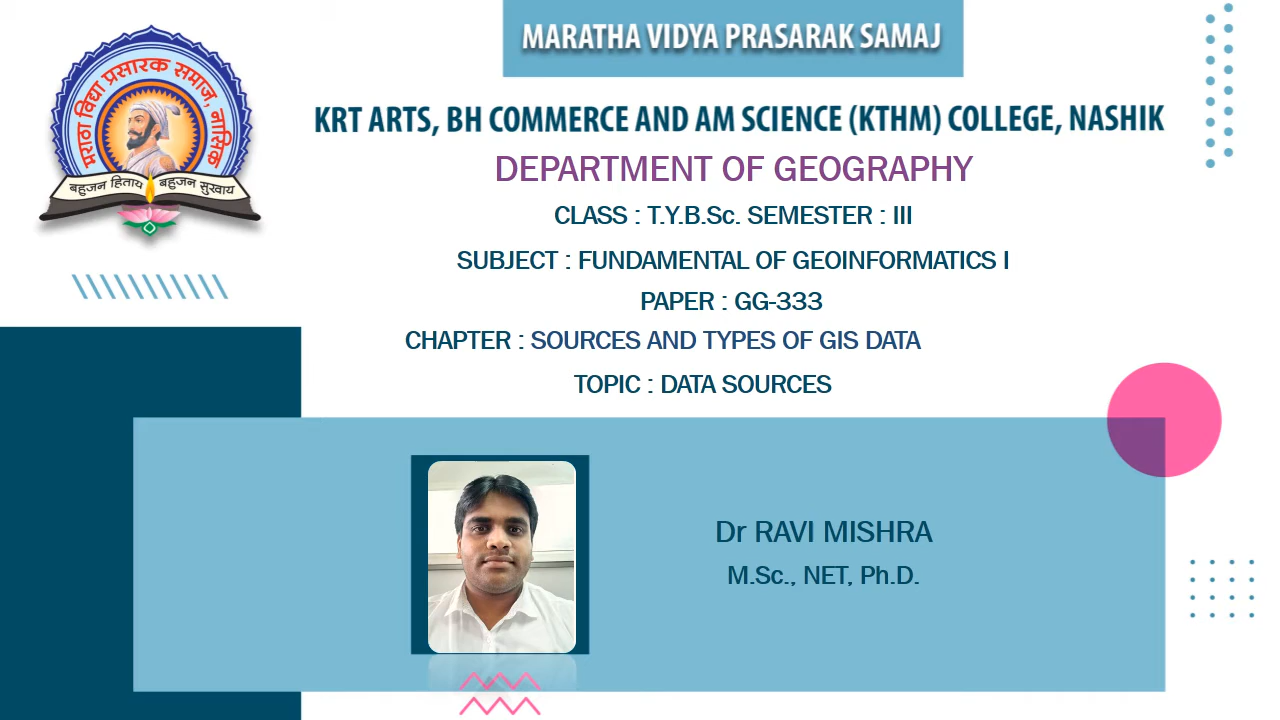 MARATHA VIDYA PRASARAK SAMAJ
मराठा विद्या प्रसारक समाज, नाशिक
बहुजन हिताय बहुजन सुखाय
KRT ARTS, BH COMMERCE AND AM SCIENCE (KTHM) COLLEGE, NASHIK
DEPARTMENT OF GEOGRAPHY
CLASS : T.Y.B.Sc. SEMESTER : III
SUBJECT : FUNDAMENTAL OF GEOINFORMATICS I
PAPER : GG-333
CHAPTER : SOURCES AND TYPES OF GIS DATA
TOPIC : DATA SOURCES
Dr RAVI MISHRA
M.Sc., NET, Ph.D.